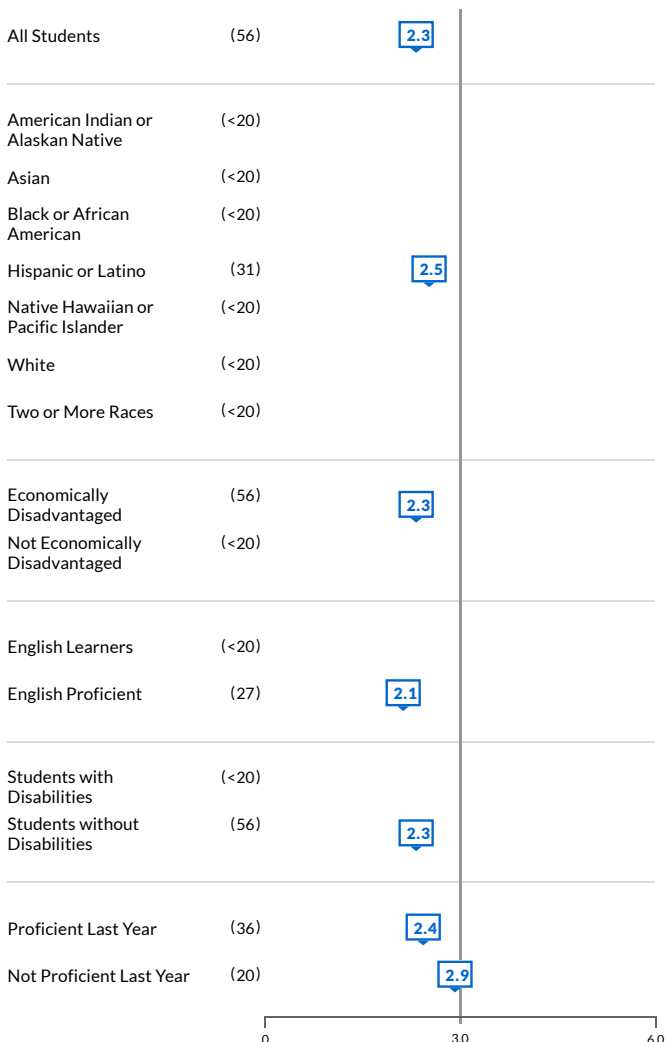 All Students (56) 2.3
American Indian or (<20)
Alaskan Native
Asian (<20)
Black or African (<20)
American
Hispanic or Latino (31) 2.5
Native Hawaiian or (<20)
Pacific Islander
White (<20)
Two or More Races (<20)
Economically (56) 2.3
Disadvantaged
Not Economically (<20)
Disadvantaged
English Learners (<20)
English Proficient (27) 2.1
Students with (<20)
Disabilities
Students without (56) 2.3
Disabilities
Proficient Last Year (36) 2.4
Not Proficient Last Year (20) 2.9
0 3.0 6.0